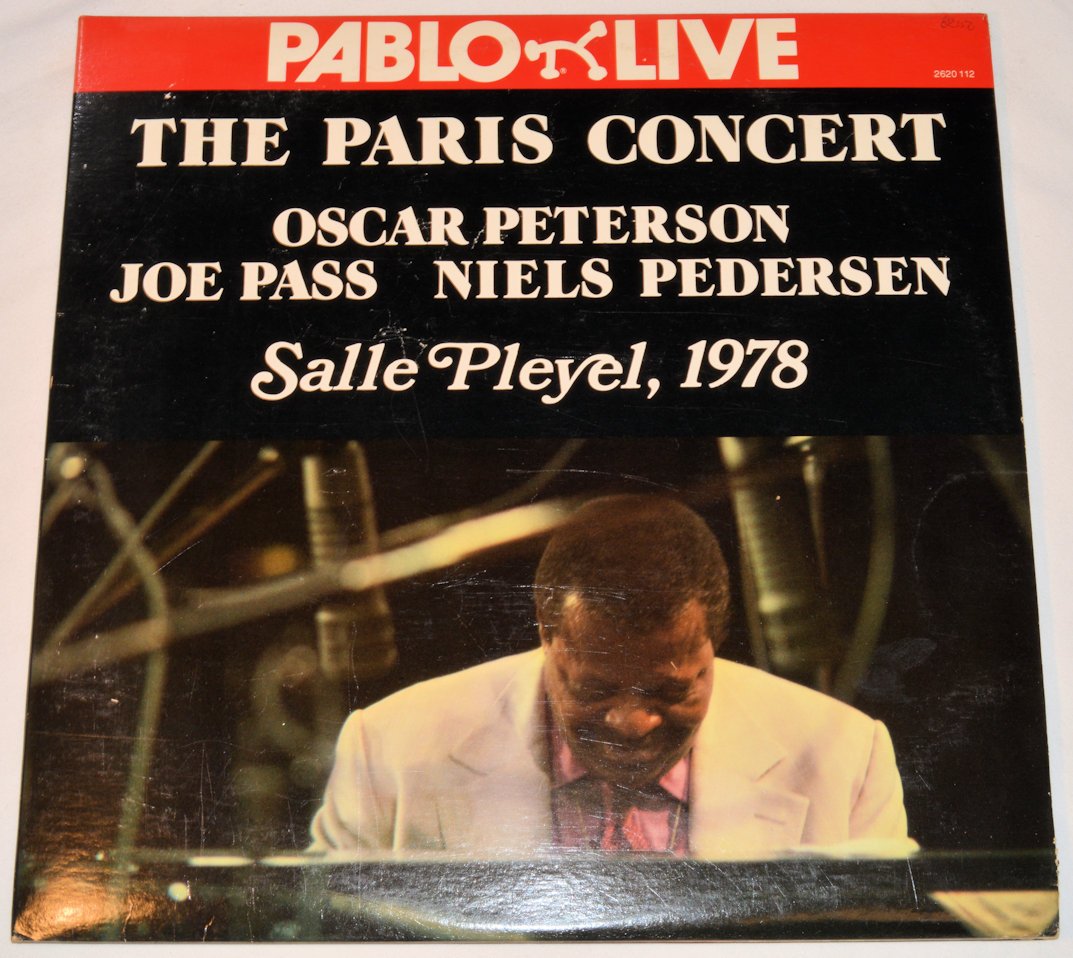 PABLO LIVE
2620 112
THE PARIS CONCERT
OSCAR PETERSON
JOE PASS NIELS PEDERSEN
Salle Pleyel, 1978